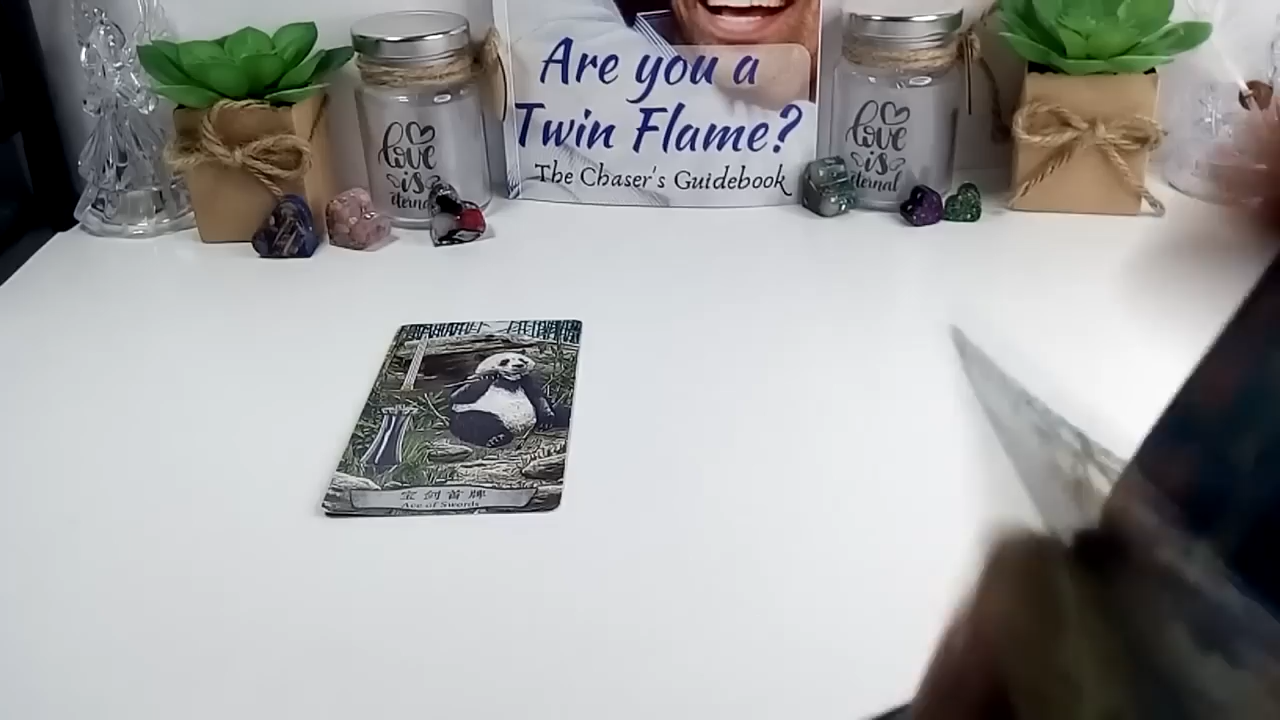 Are you a
Twin Flame?
The Chaser's Guidebook
love
is
eternal
love
is
eternal
宝剑首牌
Ace of Swords